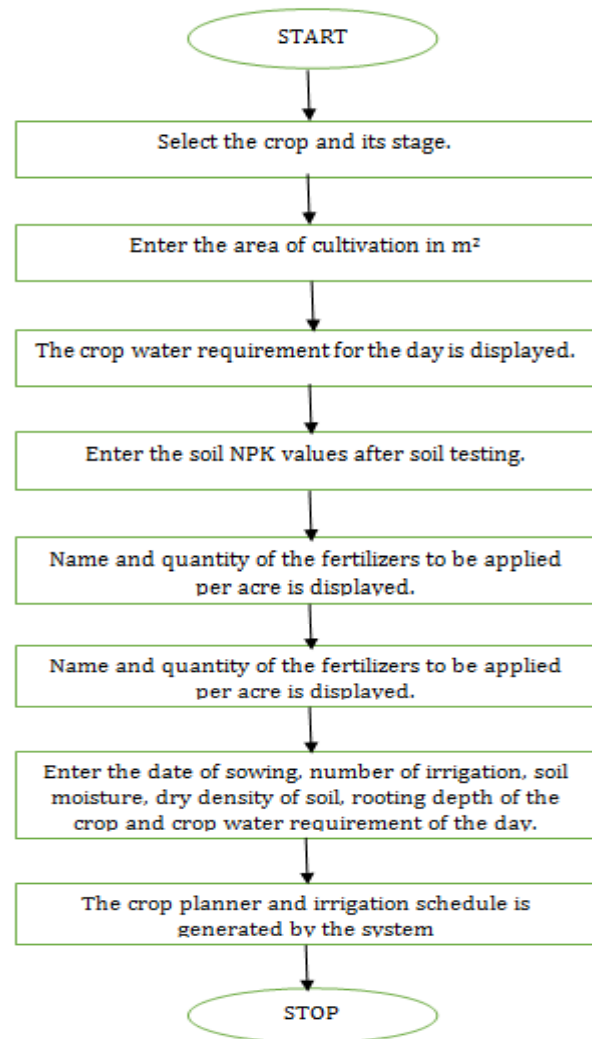 START
Select the crop and its stage.
Enter the area of cultivation in m²
The crop water requirement for the day is displayed.
Enter the soil NPK values after soil testing.
Name and quantity of the fertilizers to be applied
per acre is displayed.
Name and quantity of the fertilizers to be applied
per acre is displayed.
Enter the date of sowing, number of irrigation, soil
moisture, dry density of soil, rooting depth of the
crop and crop water requirement of the day.
The crop planner and irrigation schedule is
generated by the system
STOP